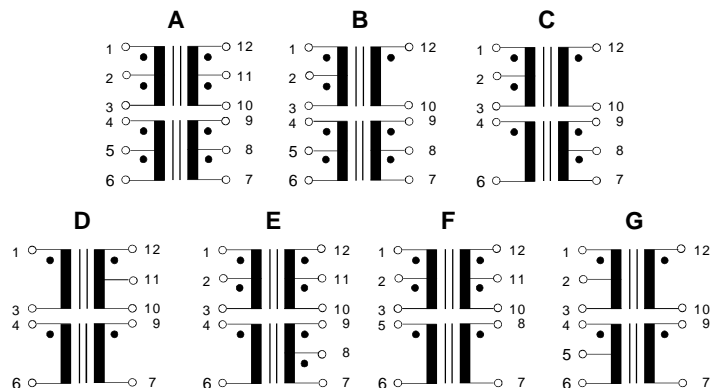 A B C
1 12 1 12 1 12
2 11 2 2
3 10 3 10 3 10
4 9 4 9 4 9
5 8 5 8 8
6 7 6 7 6 7
D E F G
1 12 1 12 1 12 1 12
11 2 11 2 11 2
3 10 3 10 3 10 3 10
4 9 4 9 5 8 4 9
8 5
6 7 6 7 6 7 6 7